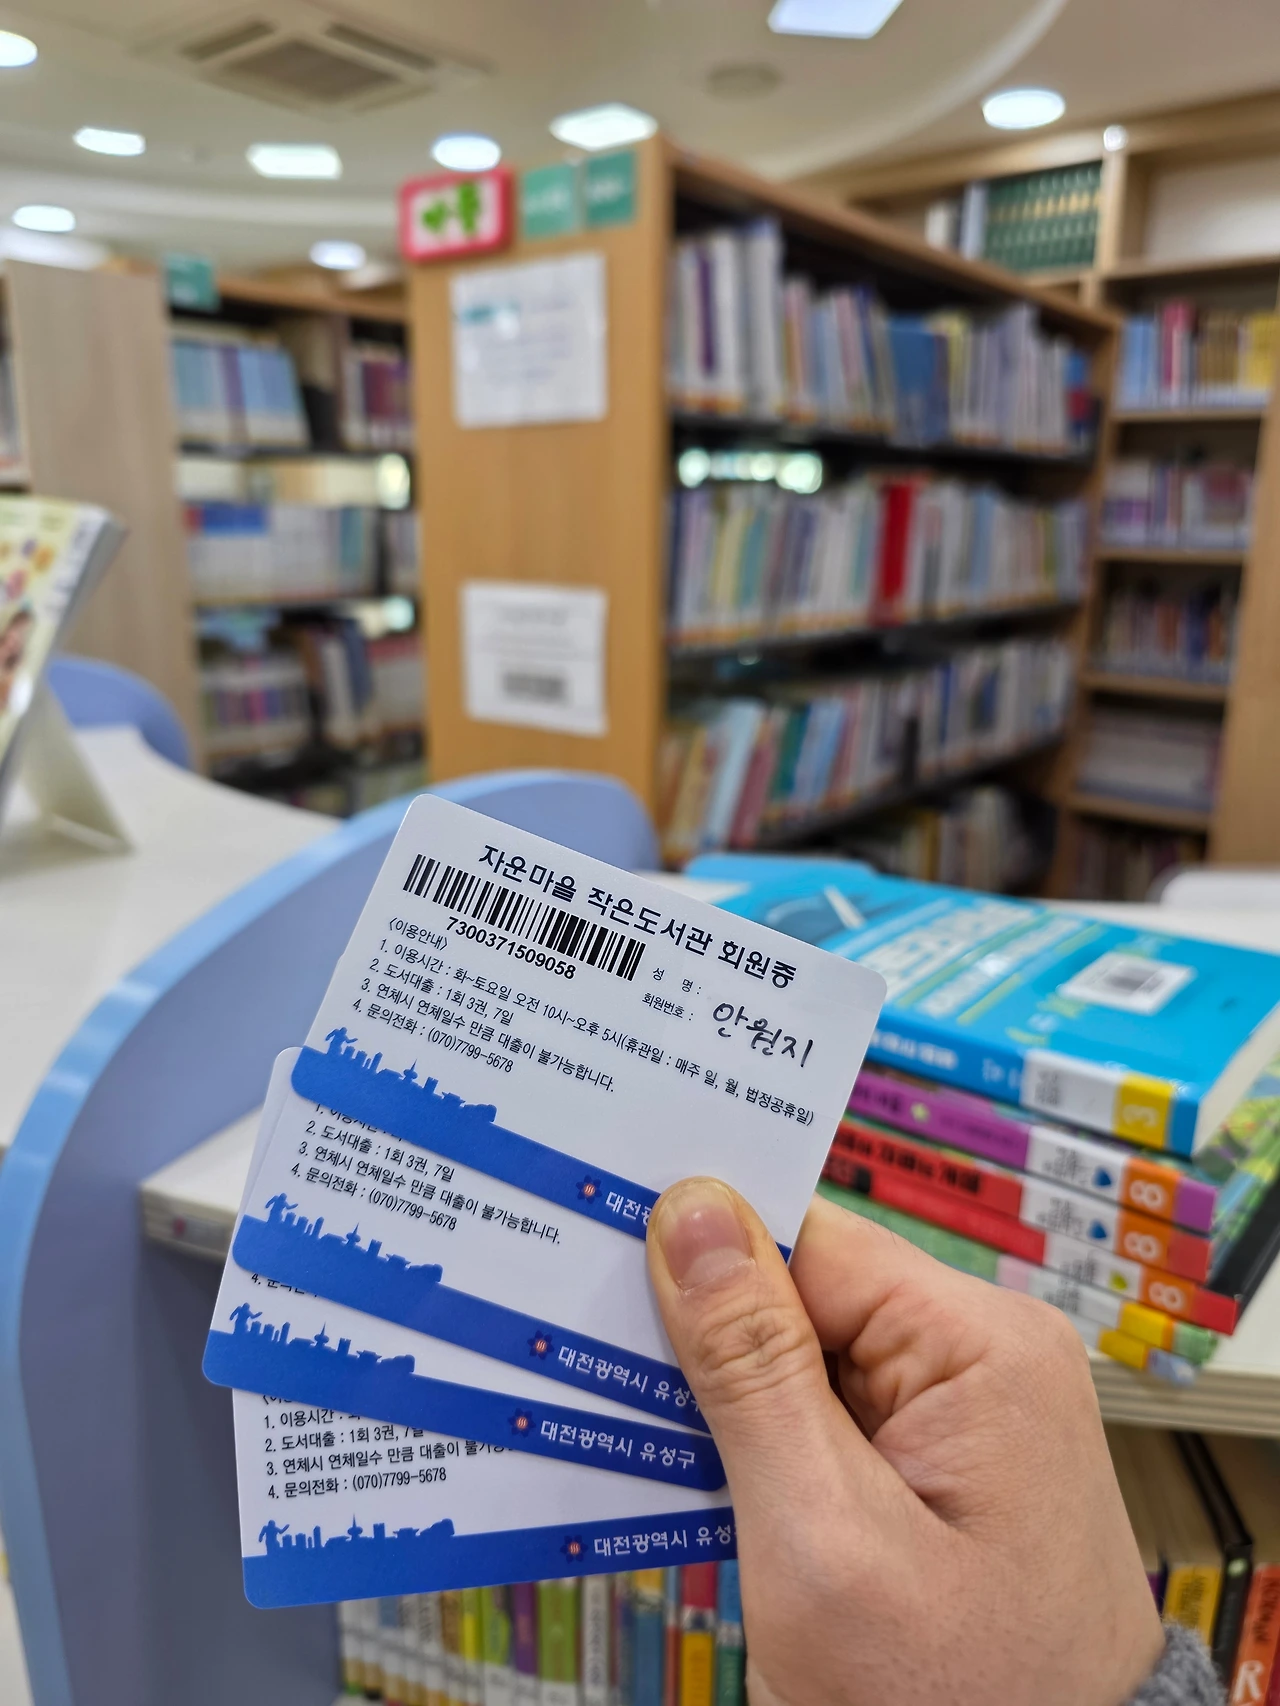 자운마을 작은도서관 회원증
7300371509058
성 명 :
회원번호 :
안원지
<이용안내>
1. 이용시간 : 화~토요일 오전 10시~오후 5시(휴관일 : 매주 일, 월, 법정공휴일)
2. 도서대출 : 1회 3권, 7일
3. 연체시 연체일수 만큼 대출이 불가능합니다.
4. 문의전화 : (070)7799-5678
대전광
2. 도서대출 : 1회 3권, 7일
3. 연체시 연체일수 만큼 대출이 불가능합니다.
4. 문의전화 : (070)7799-5678
대전광역시 유성구
4.
대전광역시 유성구
1. 이용시간 :
2. 도서대출 : 1회 3권, 7일
3. 연체시 연체일수 만큼 대출이
4. 문의전화 : (070)7799-5678
대전광역시 유성
3
8
8
8
R